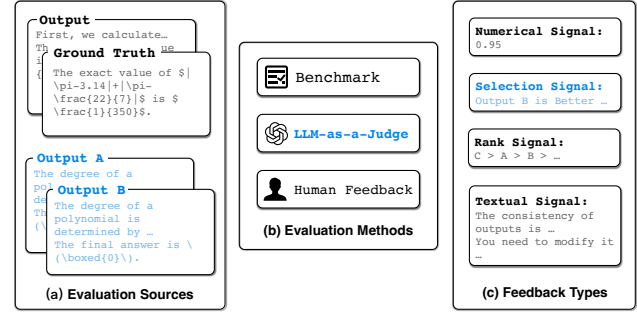 Output
First, we calculate…
Ground Truth
The exact value of $|
\pi-3.14|+|\pi-
\frac{22}{7}|$ is $
\frac{1}{350}$.
Output A
The degree of a
Output B
The degree of a
polynomial is
determined by …
The final answer is \
(\boxed{0}\).
(a) Evaluation Sources
Benchmark
LLM-as-a-Judge
Human Feedback
(b) Evaluation Methods
Numerical Signal:
0.95
Selection Signal:
Output B is Better …
Rank Signal:
C > A > B > …
Textual Signal:
The consistency of
outputs is …
You need to modify it
…
(c) Feedback Types